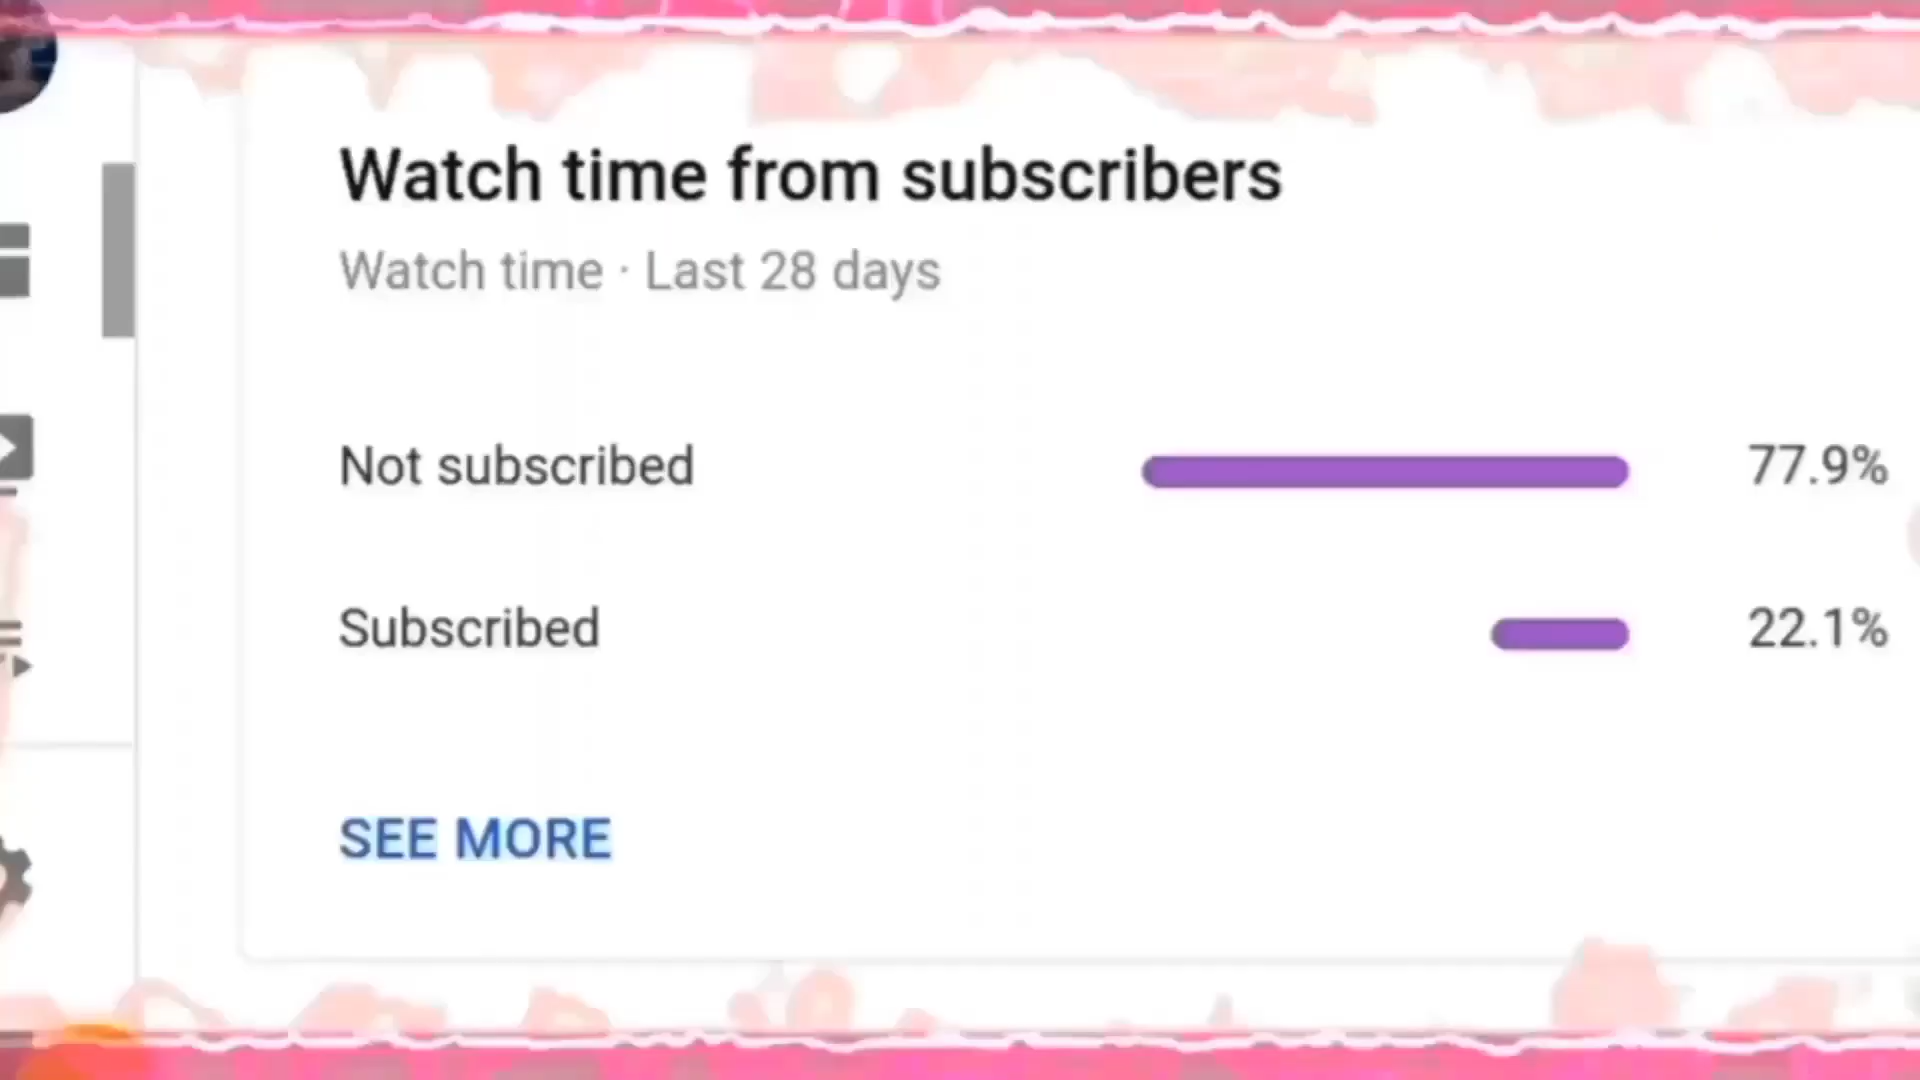 Watch time from subscribers
Watch time · Last 28 days
Not subscribed 77.9%
Subscribed 22.1%
SEE MORE